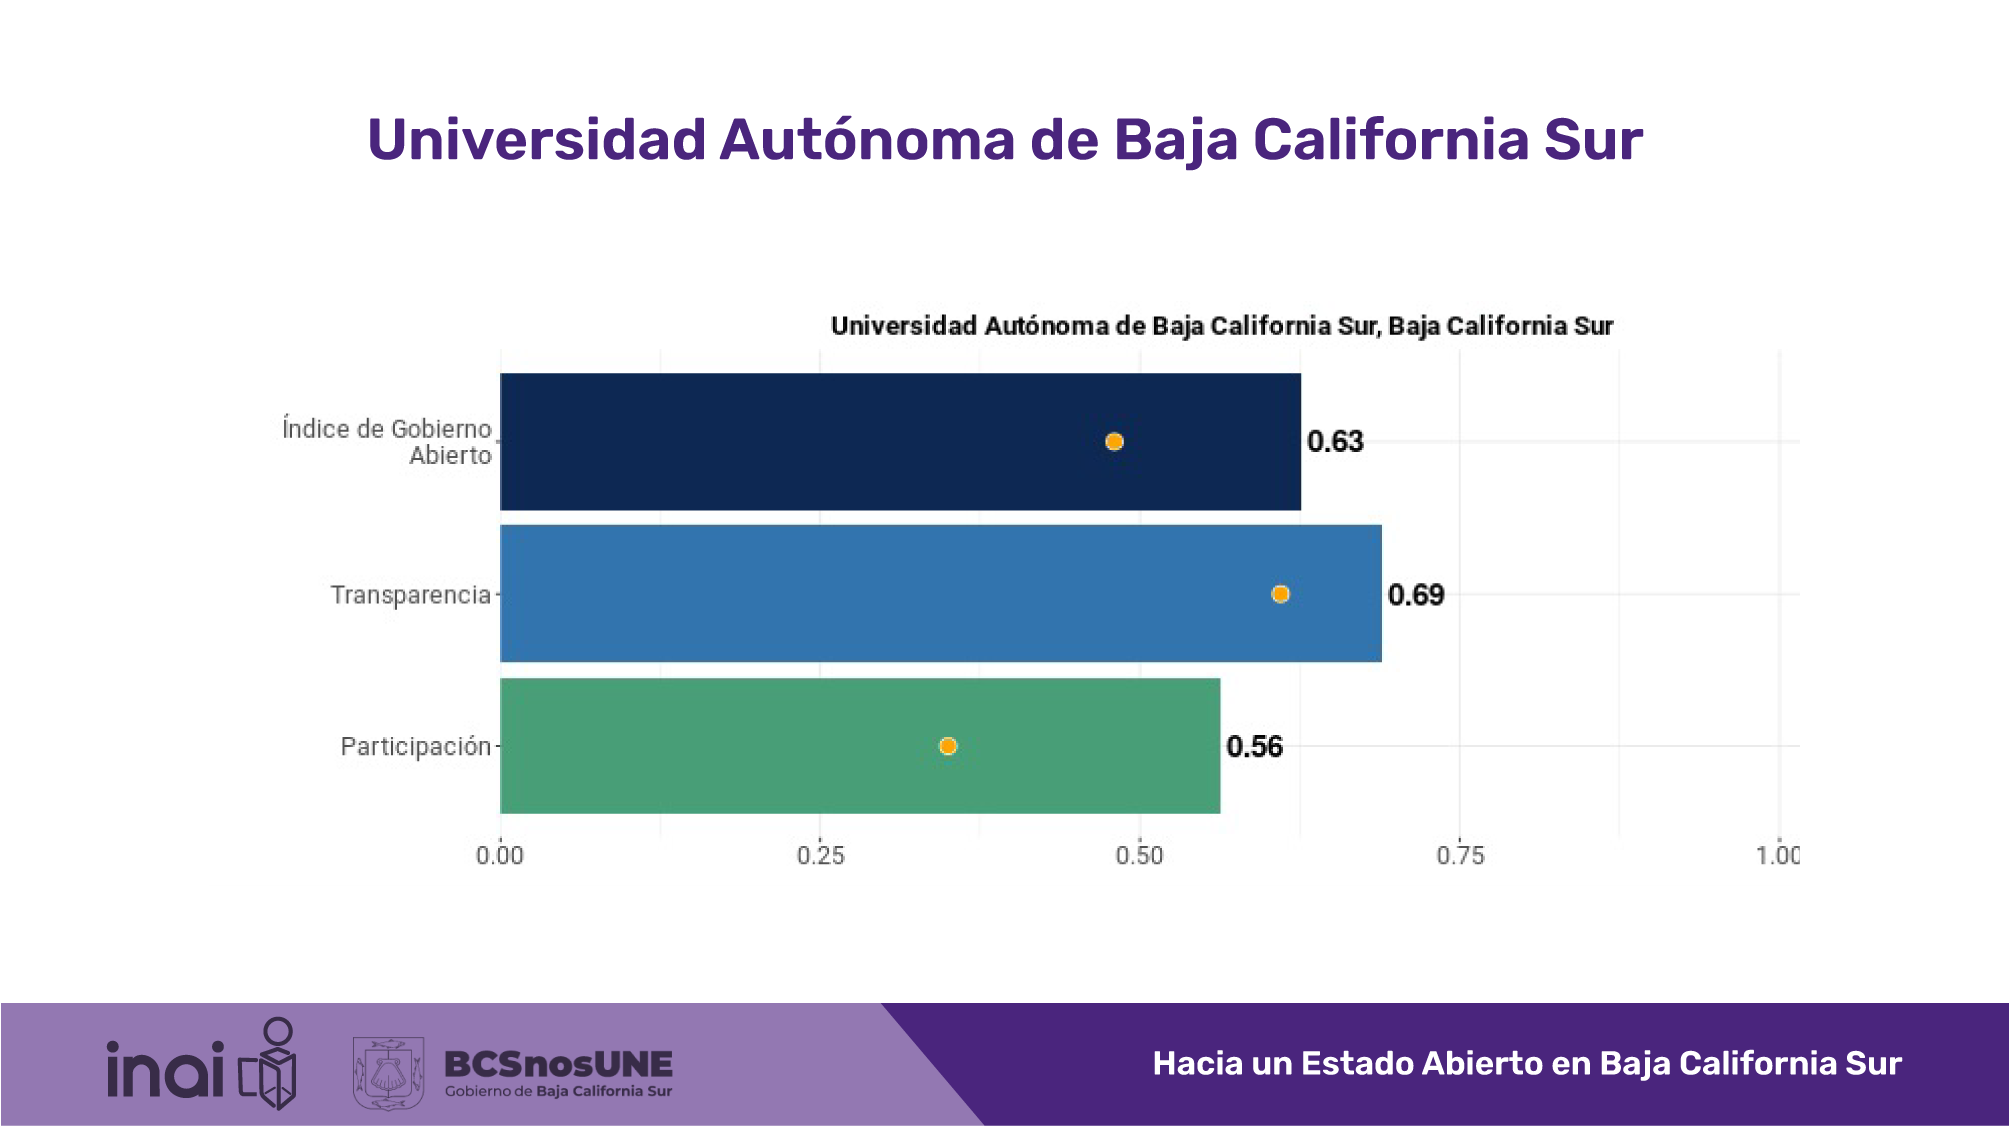 Universidad Autónoma de Baja California Sur
Universidad Autónoma de Baja California Sur, Baja California Sur
Índice de Gobierno
Abierto
0.63
Transparencia
0.69
Participación
0.56
0.00 0.25 0.50 0.75 1.00
inai
BCSnosUNE
Gobierno de Baja California Sur
Hacia un Estado Abierto en Baja California Sur